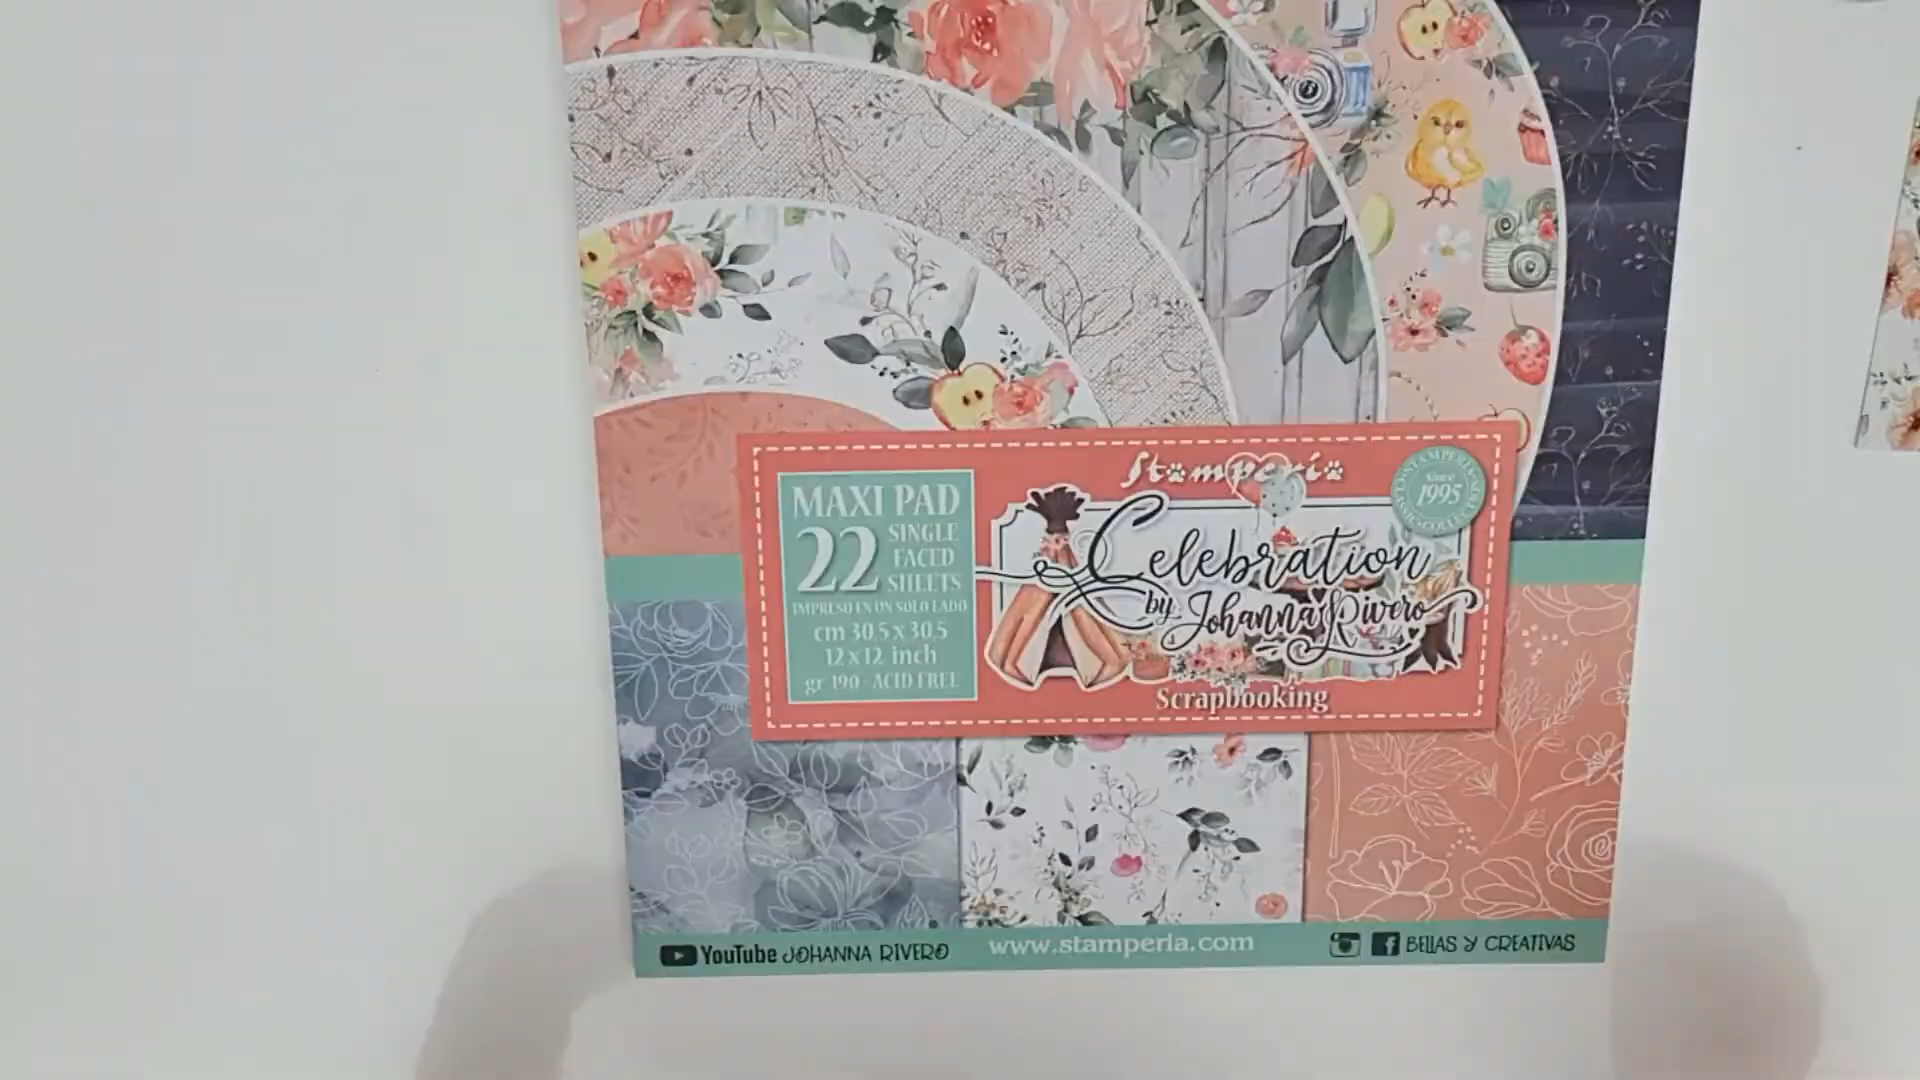 Stamperia
MAXI PAD
22 SINGLE
FACED
SHEETS
IMPRESO EN UN SOLO LADO
cm 30,5 x 30,5
12 x 12 inch
gr 190 - ACID FREE
Since
1995
Celebration
by Johanna Rivero
Scrapbooking
YouTube JOHANNA RIVERO
www.stamperia.com
BELLAS Y CREATIVAS